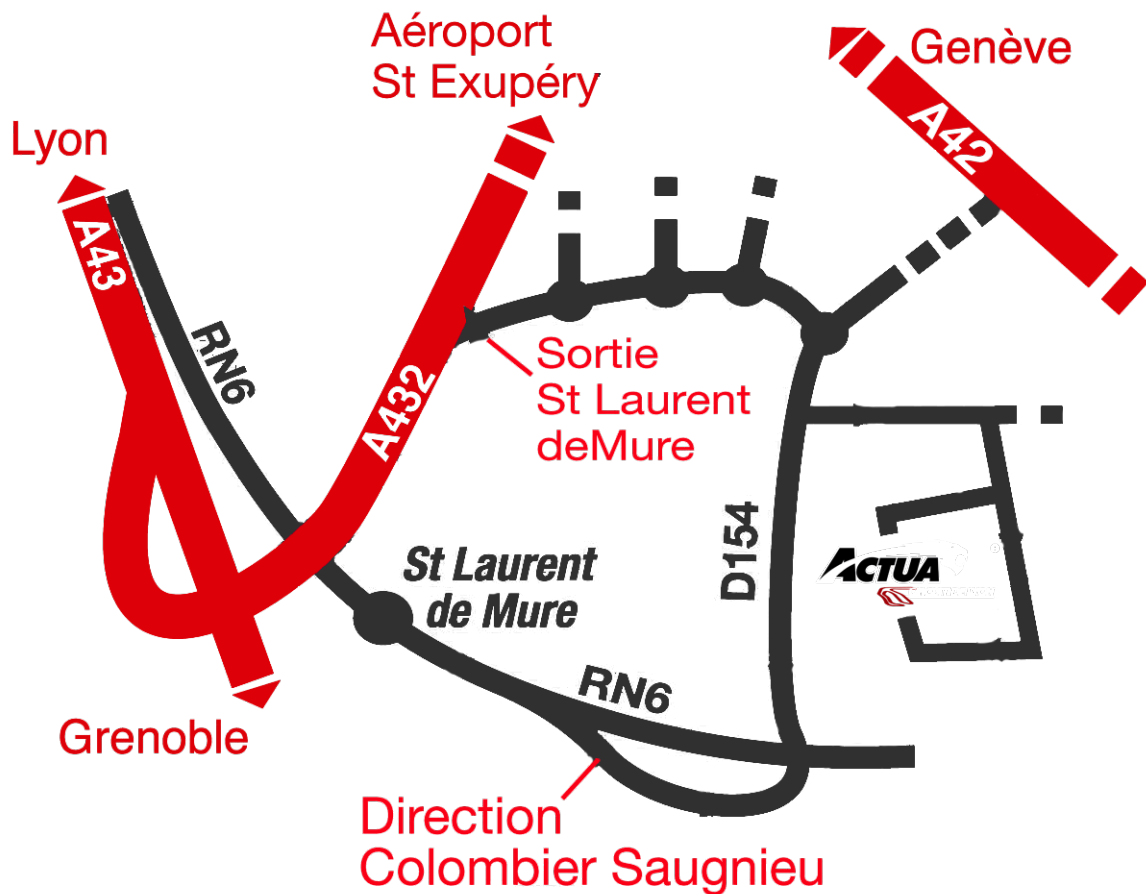 Aéroport
St Exupéry
Genève
Lyon
A42
A43
RN6
A432
Sortie
St Laurent
deMure
D154
St Laurent
de Mure
ACTUA
®
RN6
Grenoble
Direction
Colombier Saugnieu